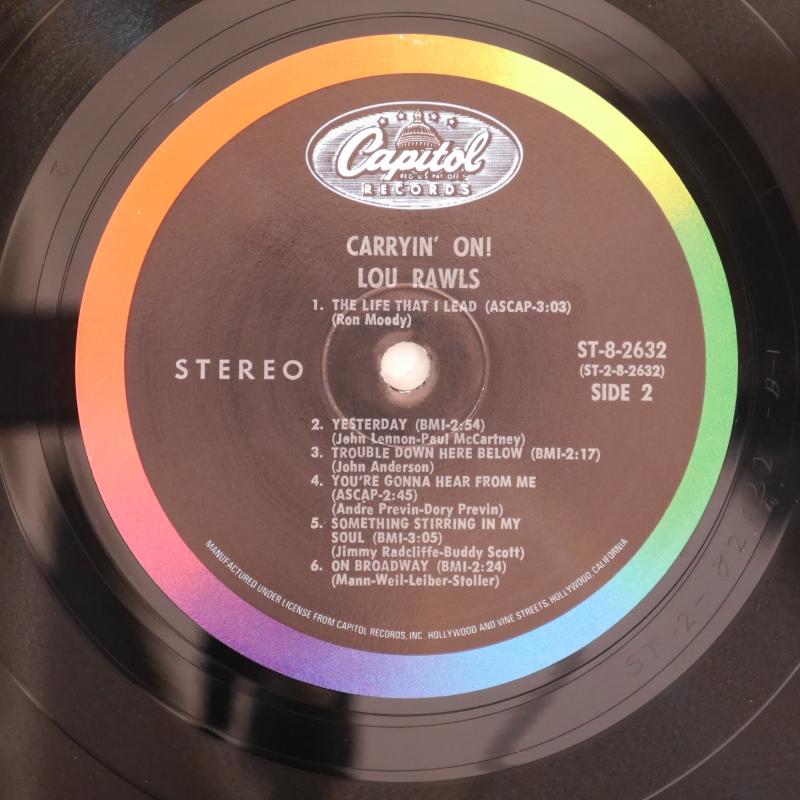 Capitol
REG. U.S. PAT. OFF.
RECORDS
CARRYIN' ON!
LOU RAWLS
1. THE LIFE THAT I LEAD (ASCAP-3:03)
(Ron Moody)
STEREO
ST-8-2632
(ST-2-8-2632)
SIDE 2
2. YESTERDAY (BMI-2:54)
(John Lennon-Paul McCartney)
3. TROUBLE DOWN HERE BELOW (BMI-2:17)
(John Anderson)
4. YOU'RE GONNA HEAR FROM ME
(ASCAP-2:45)
(Andre Previn-Dory Previn)
5. SOMETHING STIRRING IN MY
SOUL (BMI-3:05)
(Jimmy Radcliffe-Buddy Scott)
6. ON BROADWAY (BMI-2:24)
(Mann-Weil-Leiber-Stoller)
MANUFACTURED UNDER LICENSE FROM CAPITOL RECORDS, INC. HOLLYWOOD AND VINE STREETS, HOLLYWOOD, CALIFORNIA